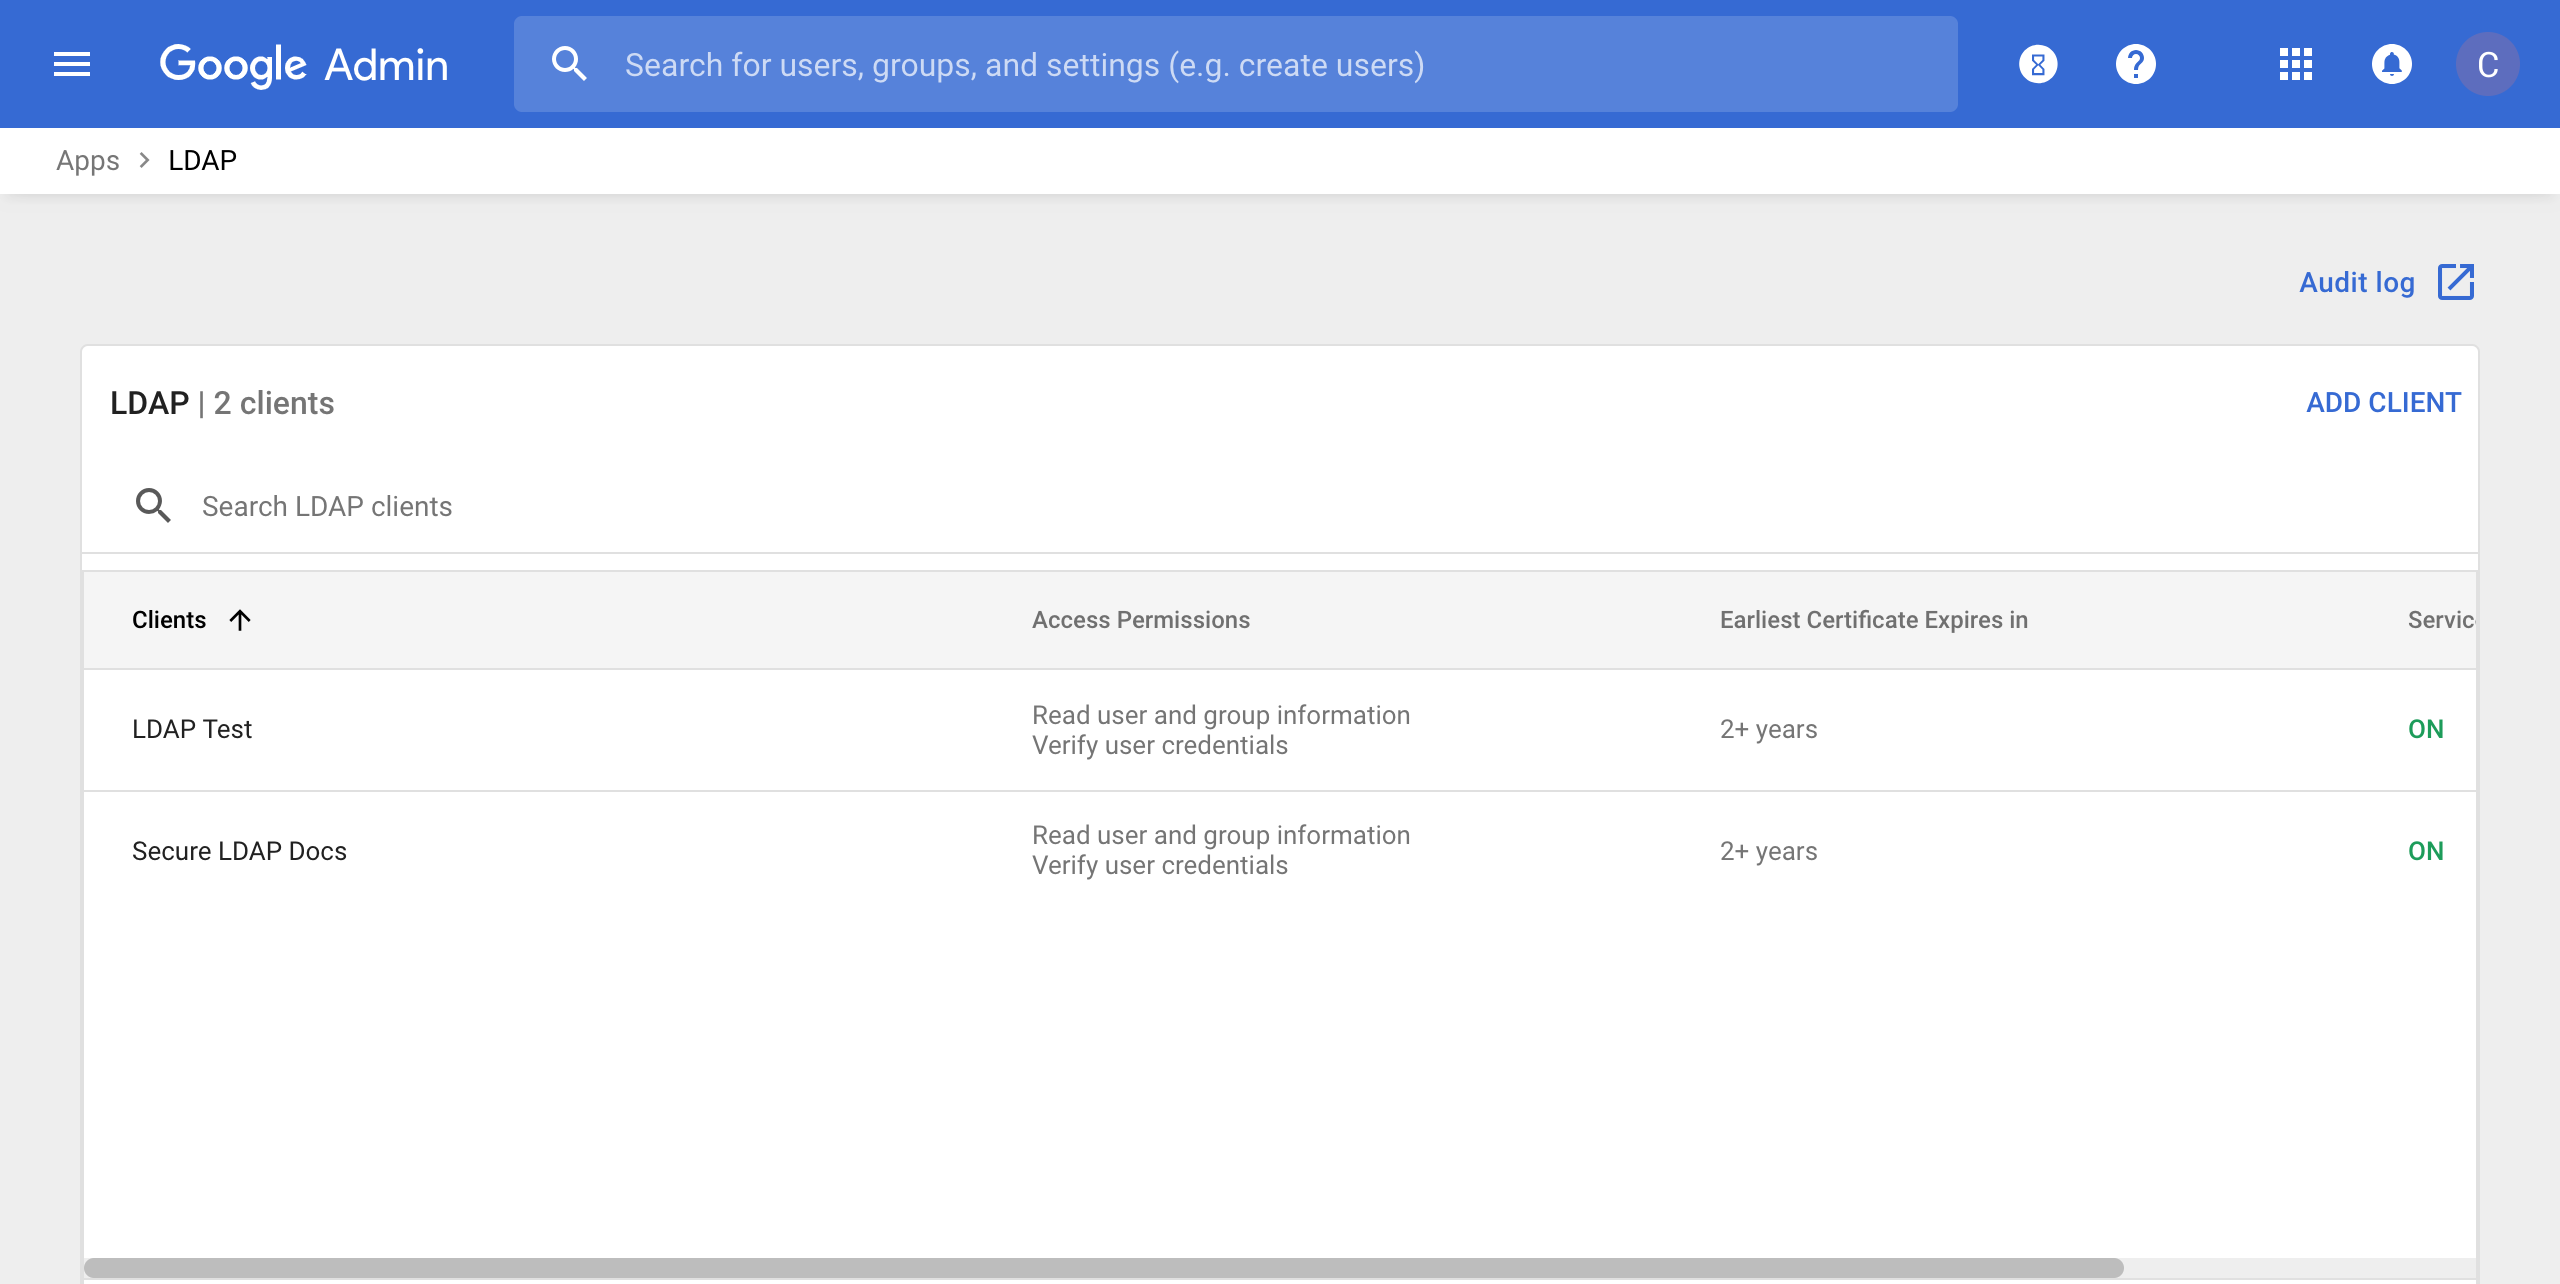 Google Admin
Search for users, groups, and settings (e.g. create users)
C
Apps > LDAP
Audit log
LDAP | 2 clients
ADD CLIENT
Search LDAP clients
Clients
Access Permissions
Earliest Certificate Expires in
Servic
LDAP Test
Read user and group information
Verify user credentials
2+ years
ON
Secure LDAP Docs
Read user and group information
Verify user credentials
2+ years
ON